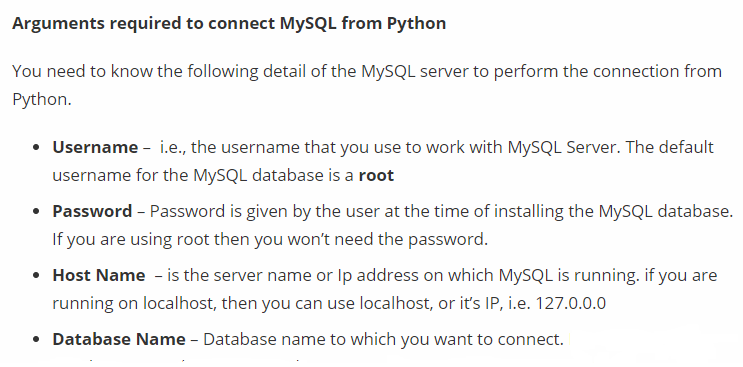 Arguments required to connect MySQL from Python
You need to know the following detail of the MySQL server to perform the connection from
Python.
• Username –  i.e., the username that you use to work with MySQL Server. The default
username for the MySQL database is a root
• Password – Password is given by the user at the time of installing the MySQL database.
If you are using root then you won’t need the password.
• Host Name  – is the server name or Ip address on which MySQL is running. if you are
running on localhost, then you can use localhost, or it’s IP, i.e. 127.0.0.0
• Database Name – Database name to which you want to connect.